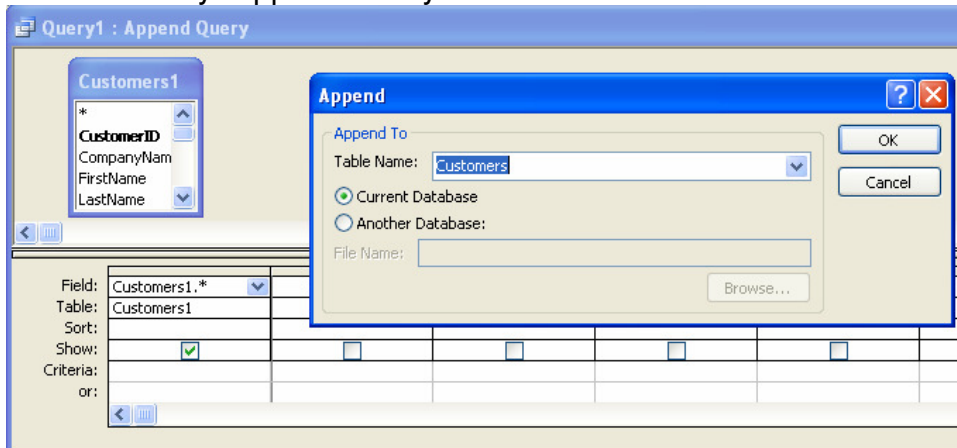 Query1 : Append Query
Customers1
*
CustomerID
CompanyNam
FirstName
LastName
Append
Append To
Table Name: Customers
Current Database
Another Database:
File Name:
Browse...
OK
Cancel
Field: Customers1.*
Table: Customers1
Sort:
Show:
Criteria:
or: